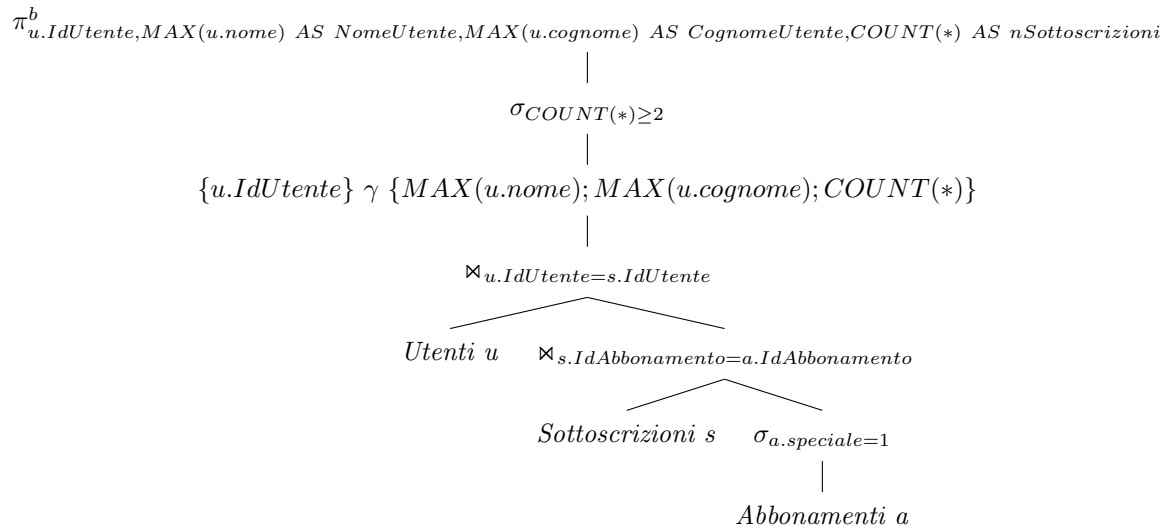 π^b_{u.IdUtente,MAX(u.nome) AS NomeUtente,MAX(u.cognome) AS CognomeUtente,COUNT(∗) AS nSottoscrizioni}
σ_{COUNT(∗)≥2}
{u.IdUtente} γ {MAX(u.nome); MAX(u.cognome); COUNT(∗)}
⋈_{u.IdUtente=s.IdUtente}
Utenti u ⋈_{s.IdAbbonamento=a.IdAbbonamento}
Sottoscrizioni s σ_{a.speciale=1}
Abbonamenti a